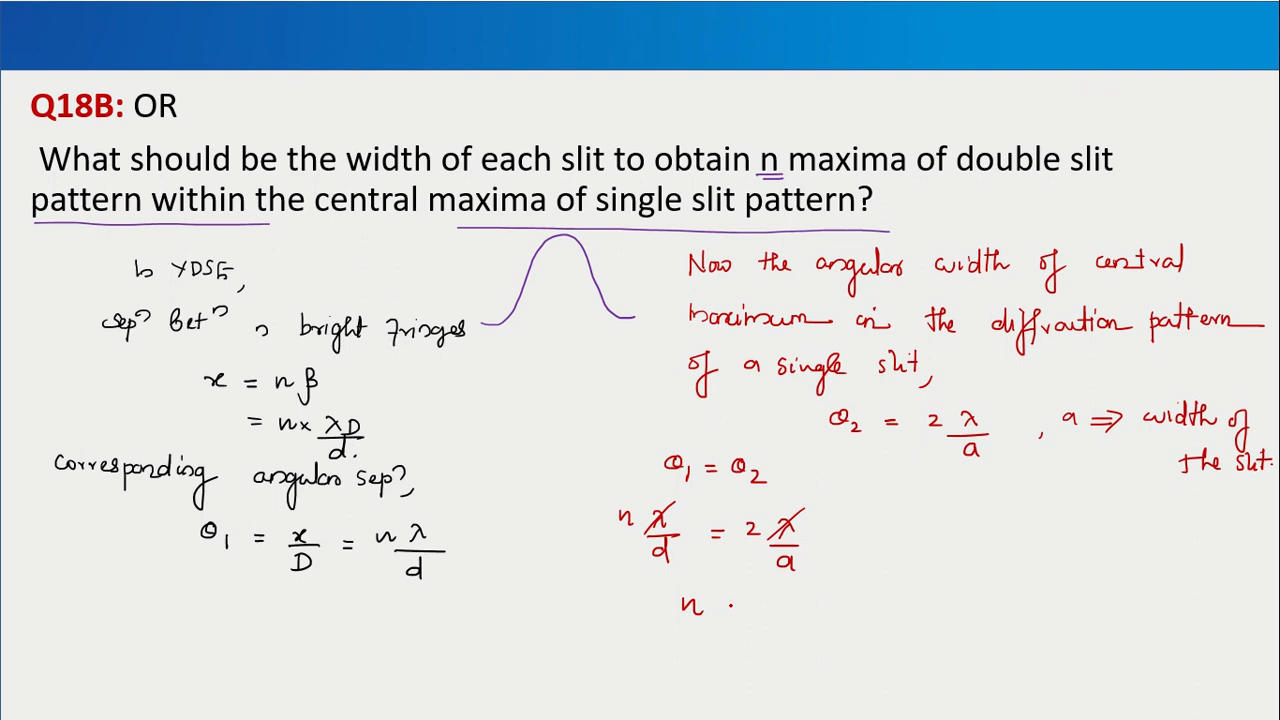 Q18B: OR
What should be the width of each slit to obtain n maxima of double slit
pattern within the central maxima of single slit pattern?
In YDSE,
sepn betn n bright fringes
x = nβ
= n× λD/d.
Corresponding angular sepn,
θ1 = x/D = nλ/d
Now the angular width of central
maximum in the diffraction pattern
of a single slit,
θ2 = 2 λ/a , a ⇒ width of
the slit.
θ1 = θ2
n λ/d = 2 λ/a
n .